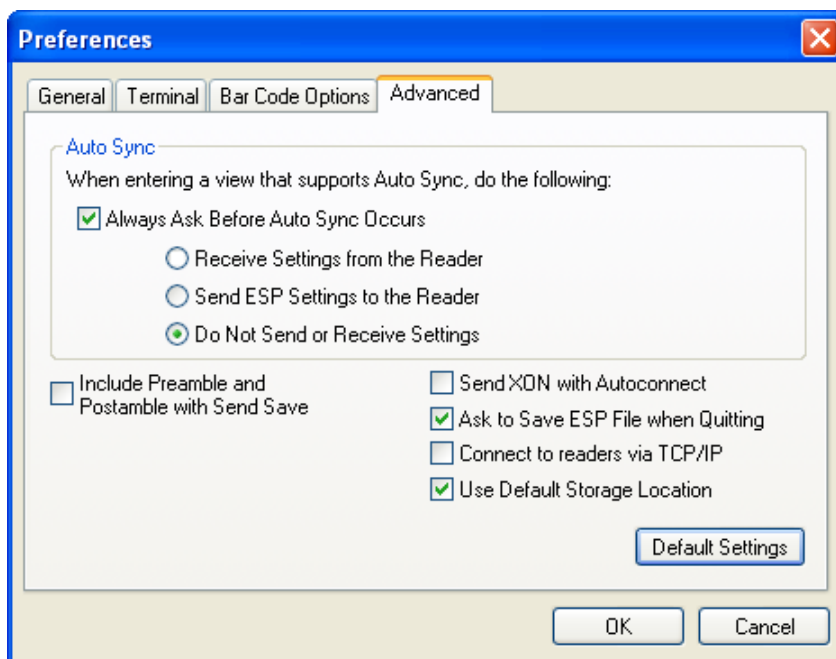 Preferences
General Terminal Bar Code Options Advanced
Auto Sync
When entering a view that supports Auto Sync, do the following:
Always Ask Before Auto Sync Occurs
Receive Settings from the Reader
Send ESP Settings to the Reader
Do Not Send or Receive Settings
Include Preamble and
Postamble with Send Save
Send XON with Autoconnect
Ask to Save ESP File when Quitting
Connect to readers via TCP/IP
Use Default Storage Location
Default Settings
OK Cancel